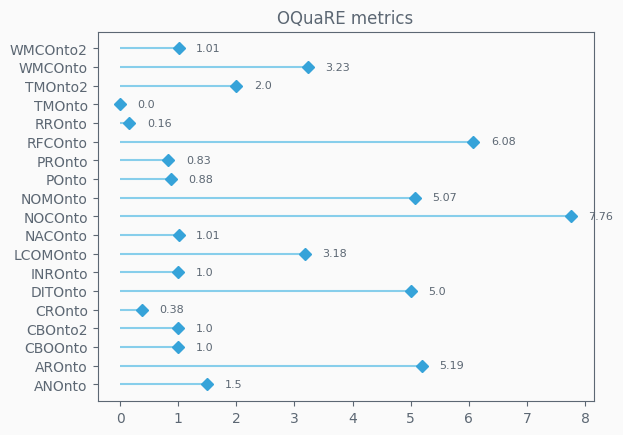 OQuaRE metrics
WMCOnto2 1.01
WMCOnto 3.23
TMOnto2 2.0
TMOnto 0.0
RROnto 0.16
RFCOnto 6.08
PROnto 0.83
POnto 0.88
NOMOnto 5.07
NOCOnto 7.76
NACOnto 1.01
LCOMOnto 3.18
INROnto 1.0
DITOnto 5.0
CROnto 0.38
CBOnto2 1.0
CBOOnto 1.0
AROnto 5.19
ANOnto 1.5
0 1 2 3 4 5 6 7 8